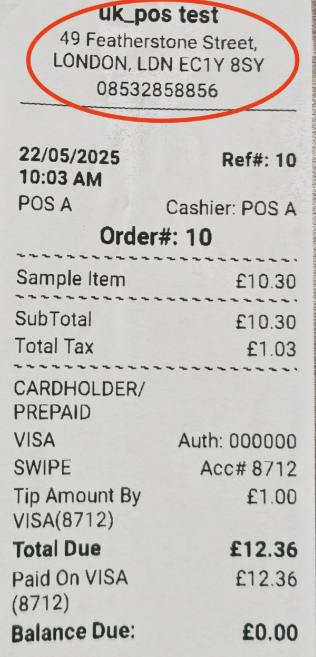 uk_pos test
49 Featherstone Street,
LONDON, LDN EC1Y 8SY
08532858856
22/05/2025 Ref#: 10
10:03 AM
POS A Cashier: POS A
Order#: 10
Sample Item £10.30
SubTotal £10.30
Total Tax £1.03
CARDHOLDER/
PREPAID
VISA Auth: 000000
SWIPE Acc# 8712
Tip Amount By £1.00
VISA(8712)
Total Due £12.36
Paid On VISA £12.36
(8712)
Balance Due: £0.00